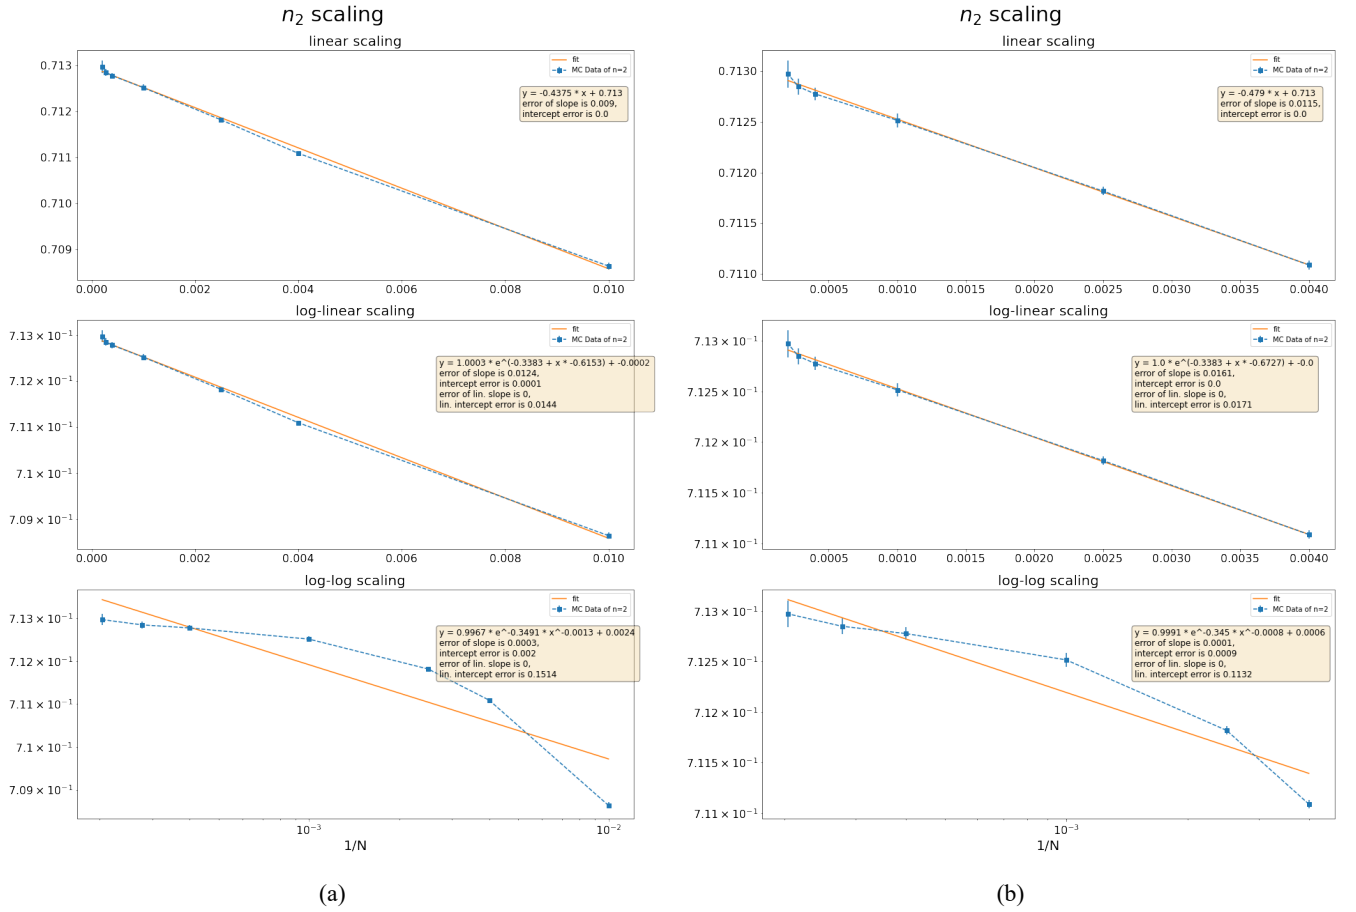 n₂ scaling
linear scaling
0.713
0.712
0.711
0.710
0.709
fit
MC Data of n=2
y = -0.4375 * x + 0.713
error of slope is 0.009,
intercept error is 0.0
0.000
0.002
0.004
0.006
0.008
0.010
log-linear scaling
7.13 × 10⁻¹
7.12 × 10⁻¹
7.11 × 10⁻¹
7.1 × 10⁻¹
7.09 × 10⁻¹
fit
MC Data of n=2
y = 1.0003 * e^(-0.3383 + x * -0.6153) + -0.0002
error of slope is 0.0124,
intercept error is 0.0001
error of lin. slope is 0,
lin. intercept error is 0.0144
0.000
0.002
0.004
0.006
0.008
0.010
log-log scaling
7.13 × 10⁻¹
7.12 × 10⁻¹
7.11 × 10⁻¹
7.1 × 10⁻¹
7.09 × 10⁻¹
fit
MC Data of n=2
y = 0.9967 * e^-0.3491 * x^-0.0013 + 0.0024
error of slope is 0.0003,
intercept error is 0.002
error of lin. slope is 0,
lin. intercept error is 0.1514
10⁻³
10⁻²
1/N
(a)
n₂ scaling
linear scaling
0.7130
0.7125
0.7120
0.7115
0.7110
fit
MC Data of n=2
y = -0.479 * x + 0.713
error of slope is 0.0115,
intercept error is 0.0
0.0005
0.0010
0.0015
0.0020
0.0025
0.0030
0.0035
0.0040
log-linear scaling
7.13 × 10⁻¹
7.125 × 10⁻¹
7.12 × 10⁻¹
7.115 × 10⁻¹
7.11 × 10⁻¹
fit
MC Data of n=2
y = 1.0 * e^(-0.3383 + x * -0.6727) + -0.0
error of slope is 0.0161,
intercept error is 0.0
error of lin. slope is 0,
lin. intercept error is 0.0171
0.0005
0.0010
0.0015
0.0020
0.0025
0.0030
0.0035
0.0040
log-log scaling
7.13 × 10⁻¹
7.125 × 10⁻¹
7.12 × 10⁻¹
7.115 × 10⁻¹
7.11 × 10⁻¹
fit
MC Data of n=2
y = 0.9991 * e^-0.345 * x^-0.0008 + 0.0006
error of slope is 0.0001,
intercept error is 0.0009
error of lin. slope is 0,
lin. intercept error is 0.1132
10⁻³
1/N
(b)